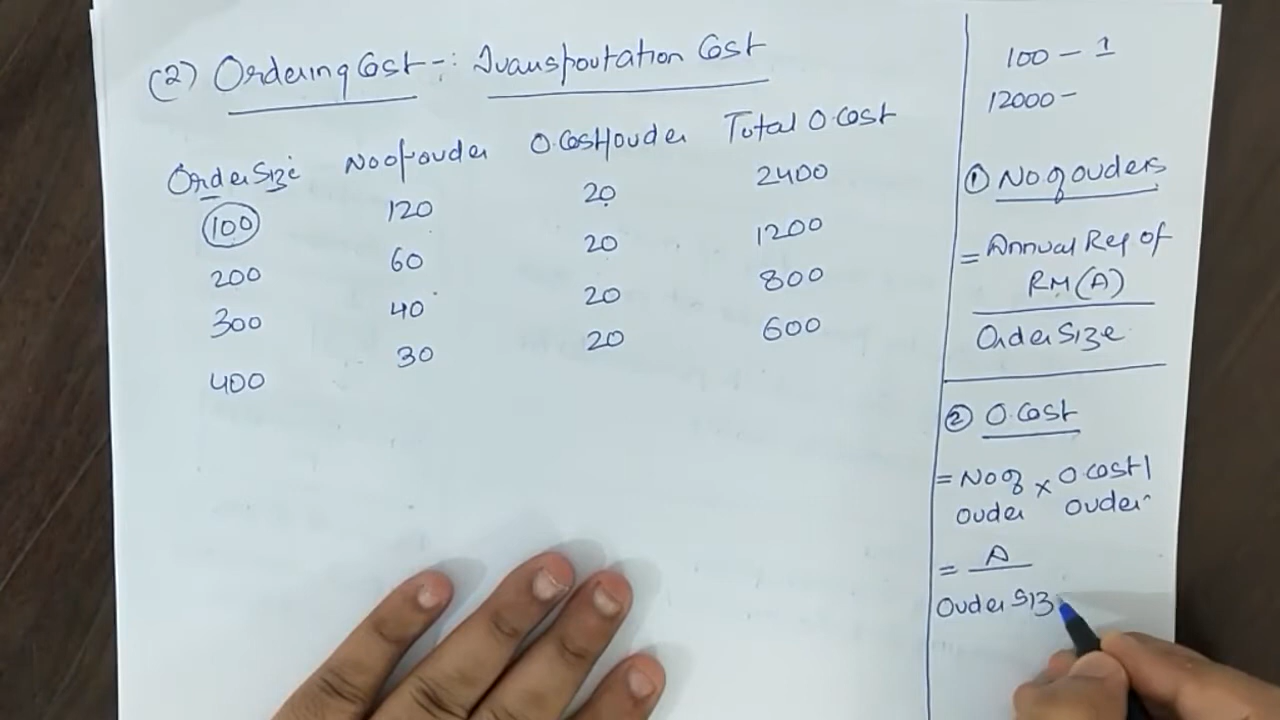 (2) Ordering Cost -: Transportation Cost
Order Size No of order O.Cost/order Total O.Cost
100 120 20 2400
200 60 20 1200
300 40 20 800
400 30 20 600
100 - 1
12000 -
① No of orders
= Annual Req of
RM (A)
Order Size
② O.Cost
= No of × O.Cost/
order order
= A
Order Siz